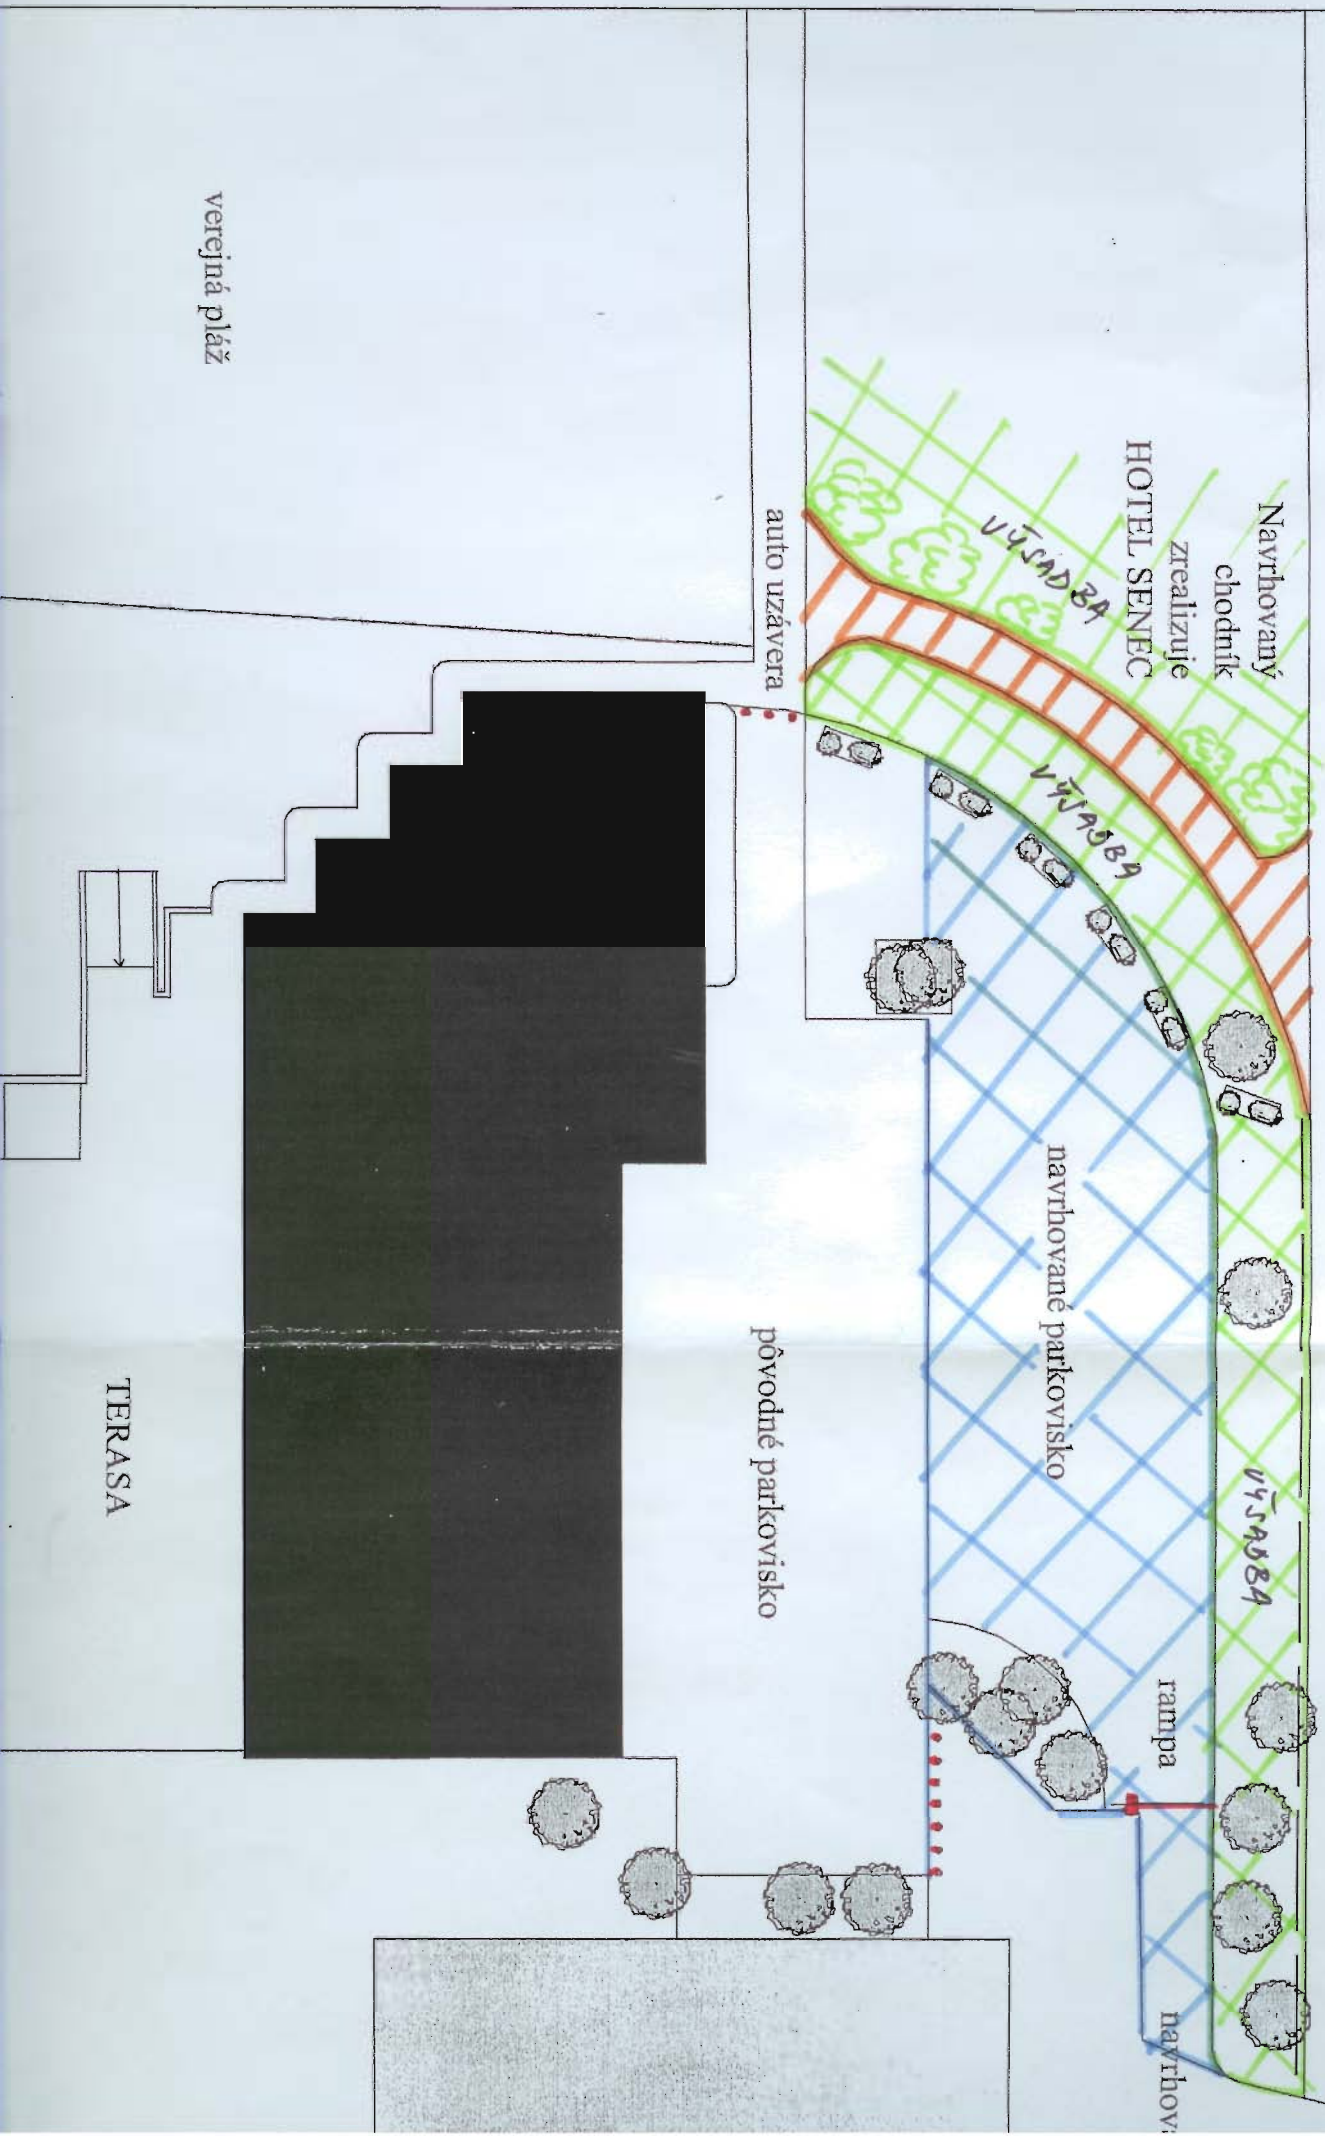 Navrhovaný
chodník
zrealizuje
HOTEL SENEC
VÝSADBA
VÝSADBA
VÝSADBA
auto uzávera
verejná pláž
navrhované parkovisko
pôvodné parkovisko
rampa
navrhov
TERASA